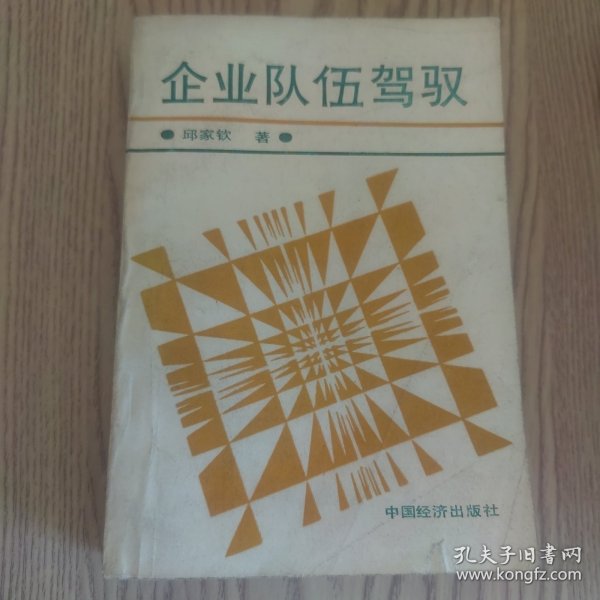 企业队伍驾驭
邱家钦 著
中国经济出版社
孔夫子旧书网
www.kongfz.com